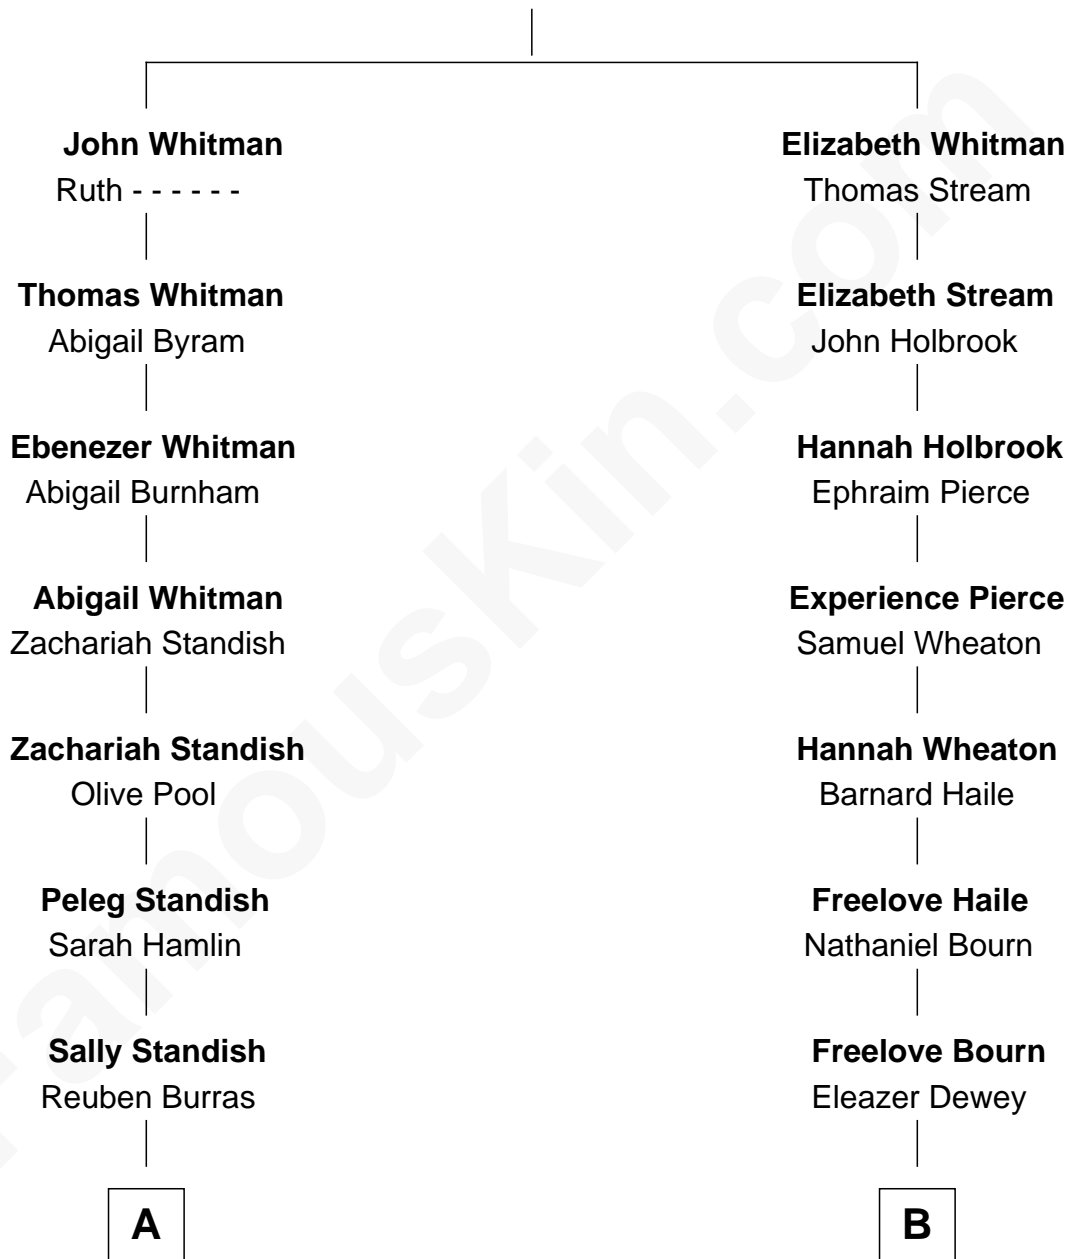 John Whitman
Ruth - - - - - -
Thomas Whitman
Abigail Byram
Ebenezer Whitman
Abigail Burnham
Abigail Whitman
Zachariah Standish
Zachariah Standish
Olive Pool
Peleg Standish
Sarah Hamlin
Sally Standish
Reuben Burras
A
Elizabeth Whitman
Thomas Stream
Elizabeth Stream
John Holbrook
Hannah Holbrook
Ephraim Pierce
Experience Pierce
Samuel Wheaton
Hannah Wheaton
Barnard Haile
Freelove Haile
Nathaniel Bourn
Freelove Bourn
Eleazer Dewey
B
FamousKin.com